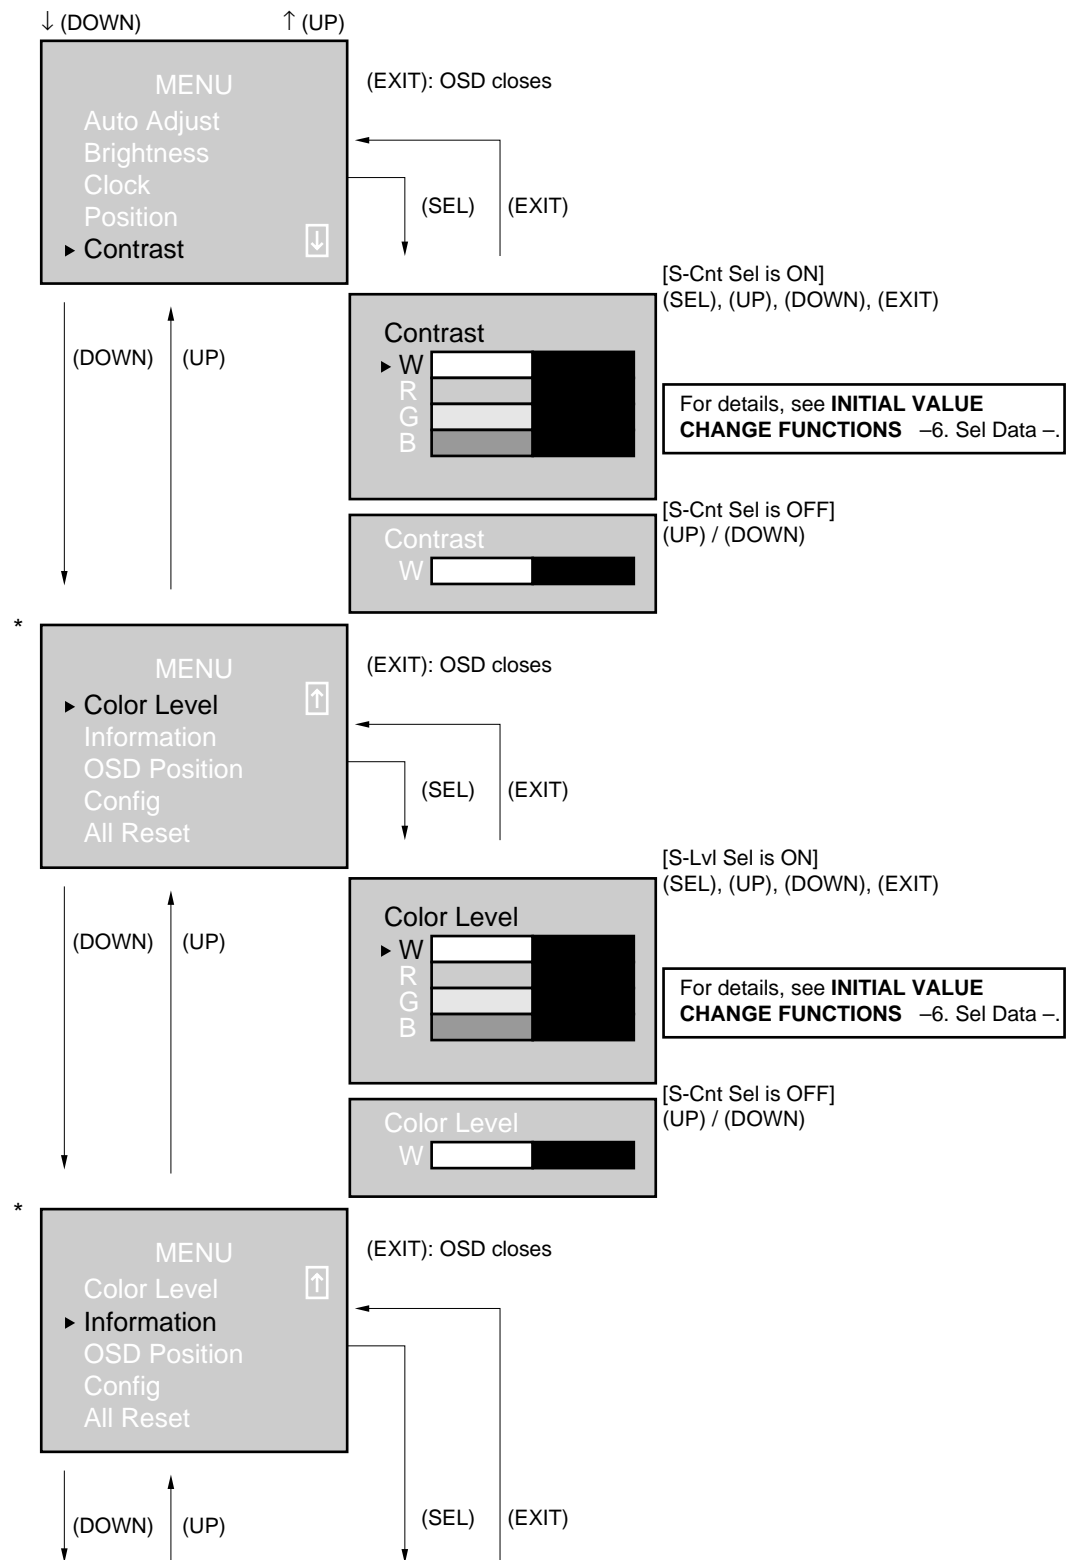 ↓ (DOWN) ↑ (UP)
MENU
Auto Adjust
Brightness
Clock
Position
Contrast
↓
(EXIT): OSD closes
(SEL) (EXIT)
(DOWN) (UP)
[S-Cnt Sel is ON]
(SEL), (UP), (DOWN), (EXIT)
Contrast
W
R
G
B
For details, see INITIAL VALUE
CHANGE FUNCTIONS –6. Sel Data –.
[S-Cnt Sel is OFF]
(UP) / (DOWN)
Contrast
W
*
MENU
↑
Color Level
Information
OSD Position
Config
All Reset
(EXIT): OSD closes
(SEL) (EXIT)
(DOWN) (UP)
[S-Lvl Sel is ON]
(SEL), (UP), (DOWN), (EXIT)
Color Level
W
R
G
B
For details, see INITIAL VALUE
CHANGE FUNCTIONS –6. Sel Data –.
[S-Cnt Sel is OFF]
(UP) / (DOWN)
Color Level
W
*
MENU
↑
Color Level
Information
OSD Position
Config
All Reset
(EXIT): OSD closes
(DOWN) (UP)
(SEL) (EXIT)